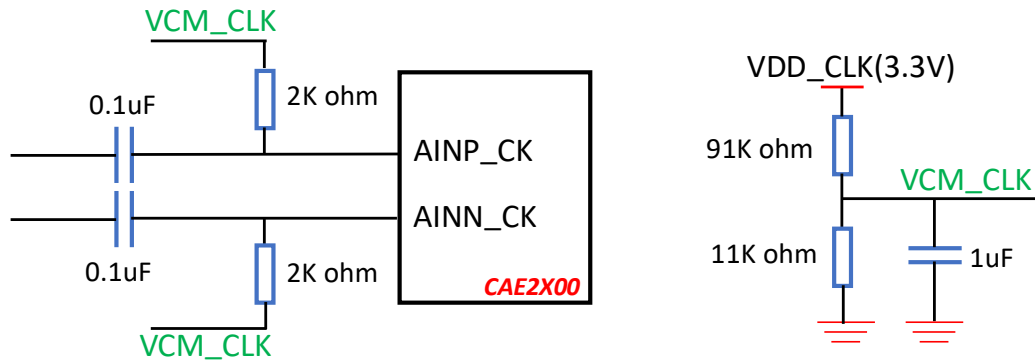 VCM_CLK
0.1uF
2K ohm
AINP_CK
AINN_CK
0.1uF
2K ohm
CAE2X00
VCM_CLK
VDD_CLK(3.3V)
91K ohm
VCM_CLK
11K ohm
1uF